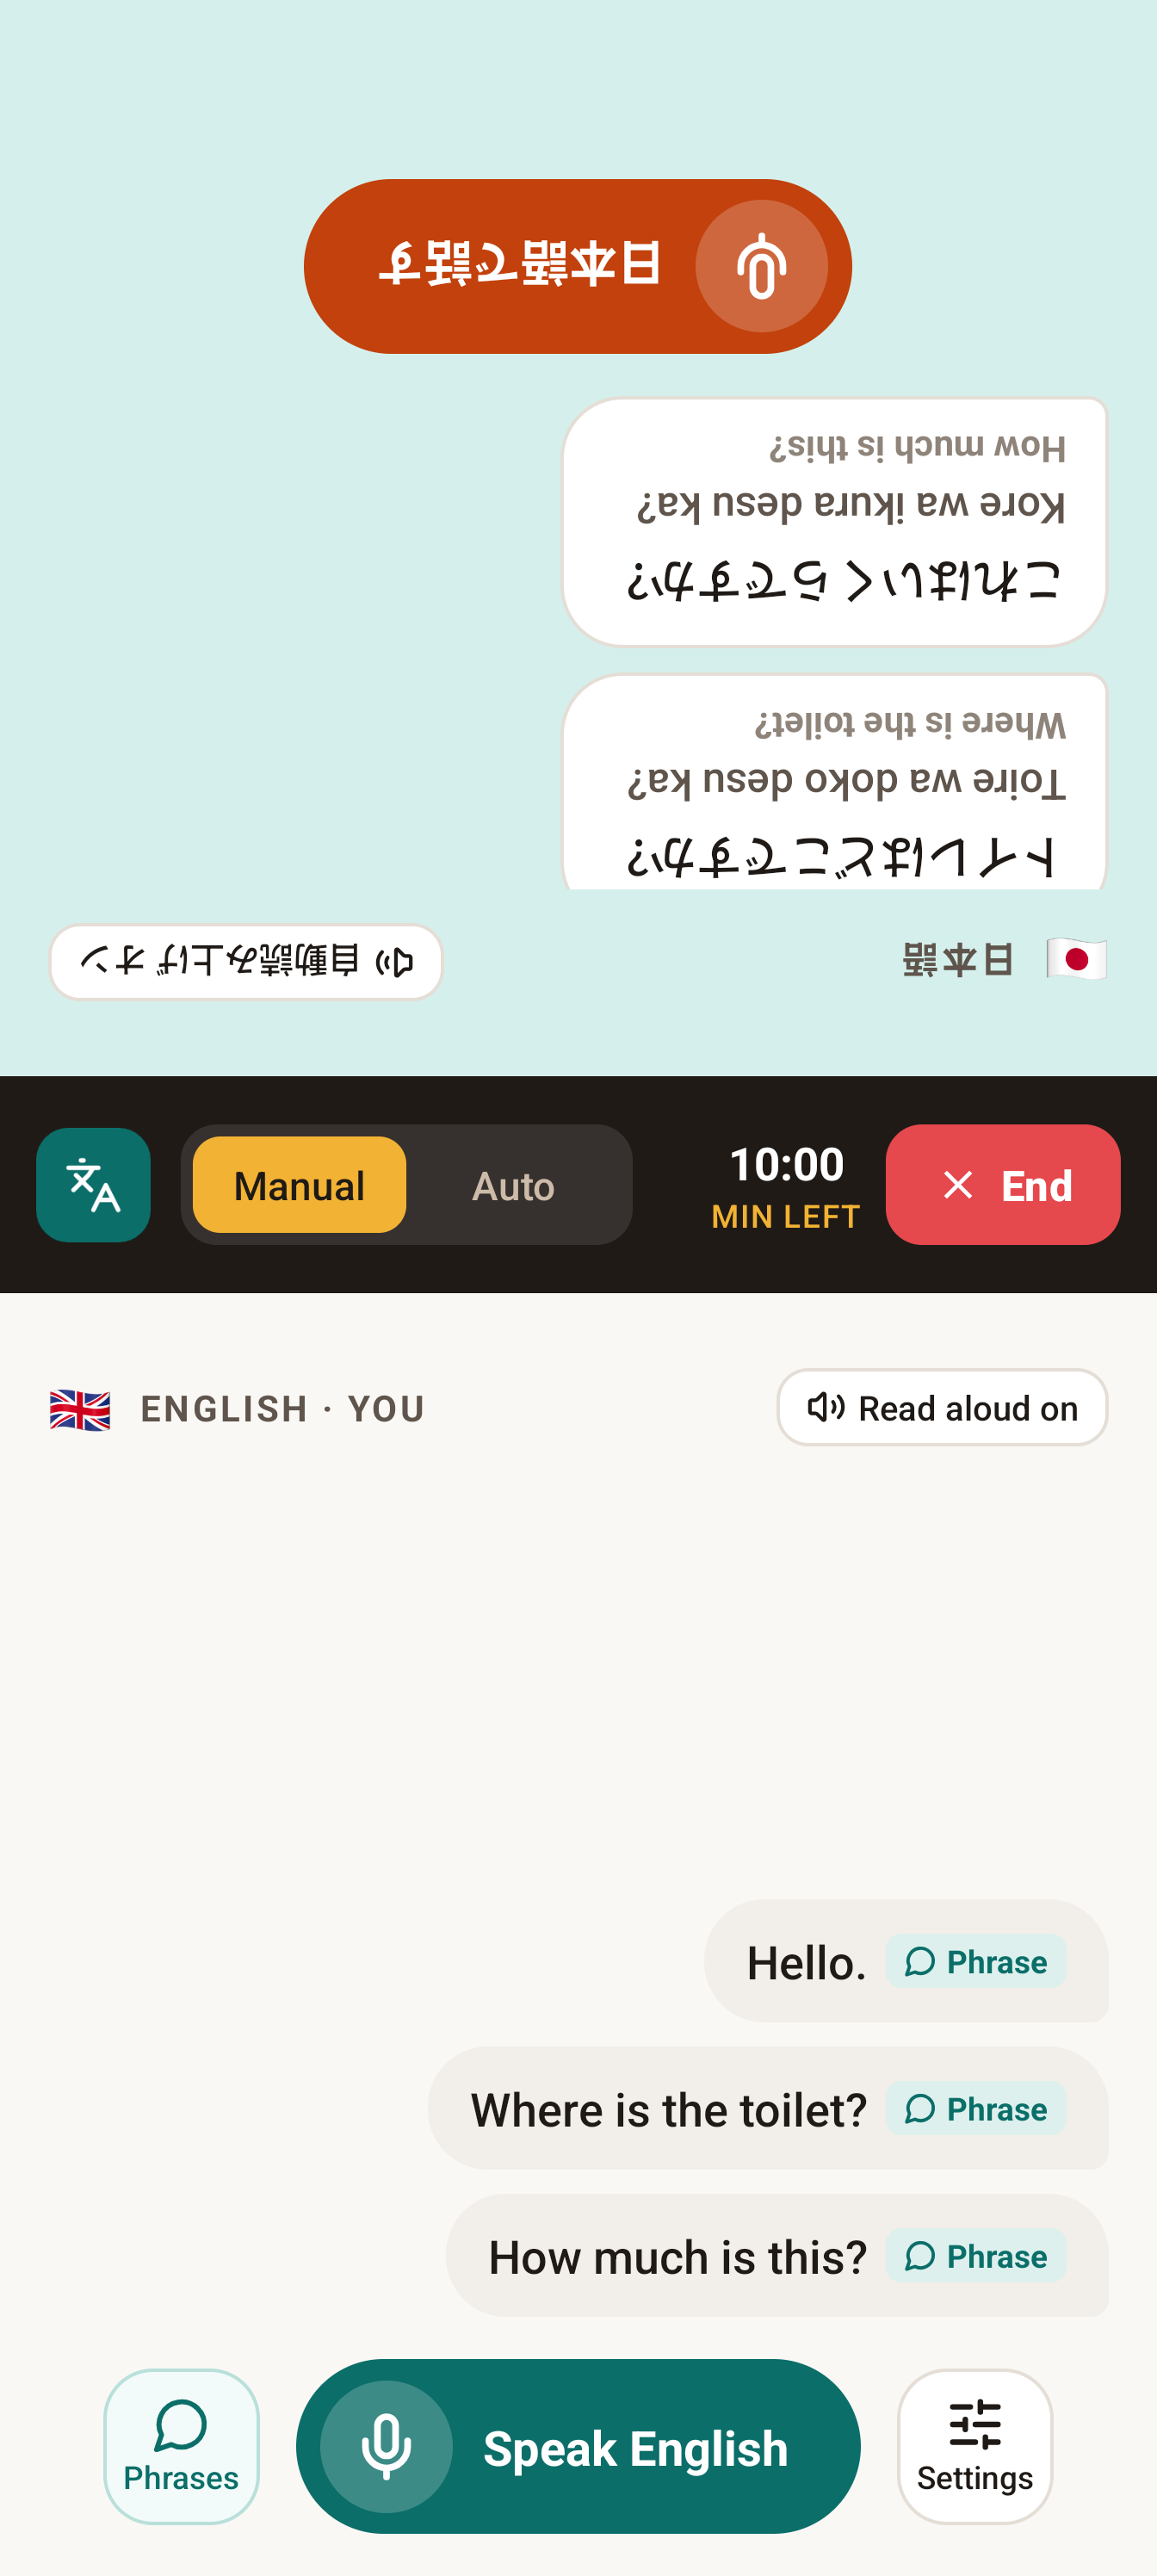 日本語で話す
How much is this?
Kore wa ikura desu ka?
これはいくらですか?
Where is the toilet?
Toire wa doko desu ka?
トイレはどこですか?
自動読み上げ オン
日本語
Manual
Auto
10:00
MIN LEFT
End
ENGLISH · YOU
Read aloud on
Hello.
Phrase
Where is the toilet?
Phrase
How much is this?
Phrase
Phrases
Speak English
Settings